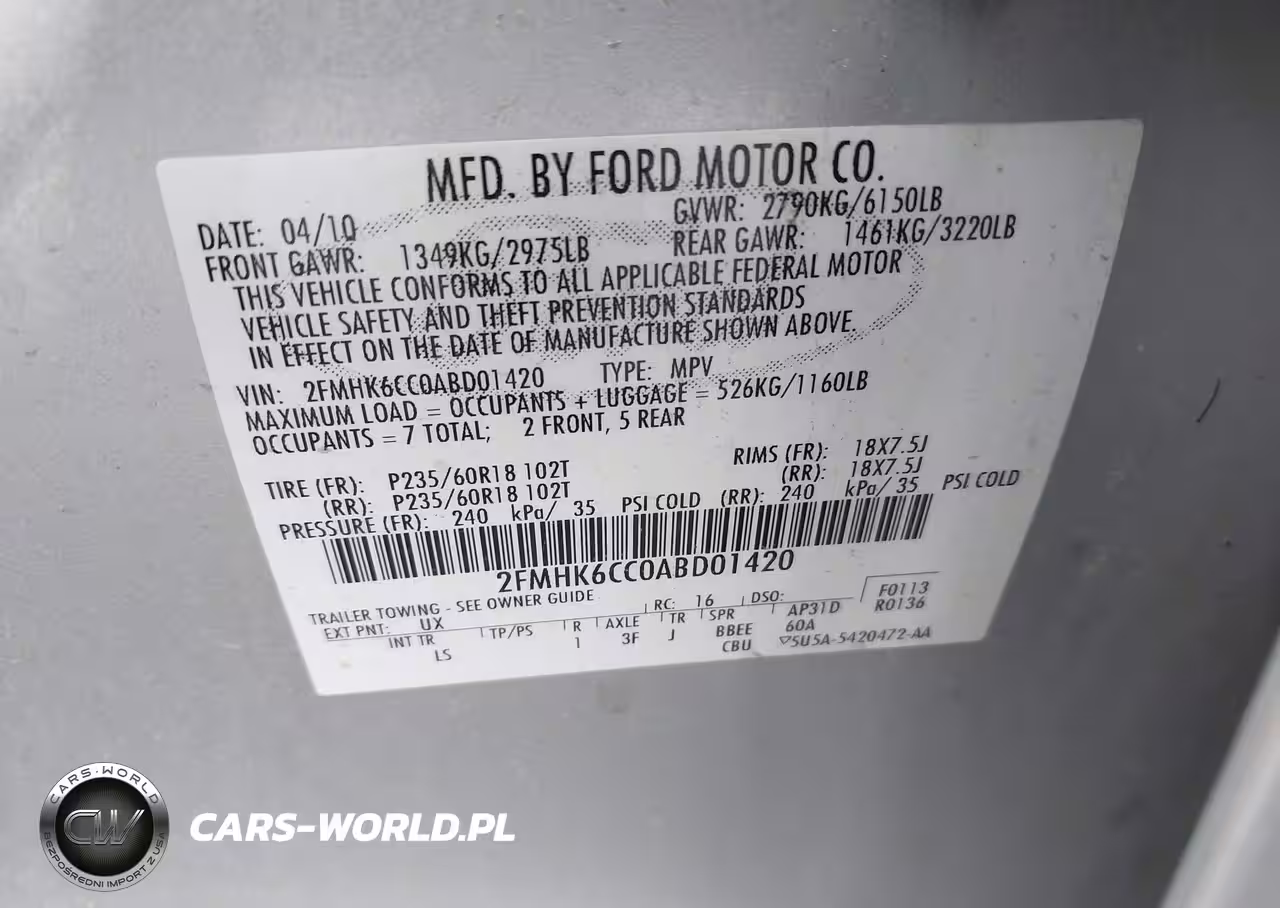 MFD. BY FORD MOTOR CO.
DATE: 04/10 GVWR: 2790KG/6150LB
FRONT GAWR: 1349KG/2975LB REAR GAWR: 1461KG/3220LB
THIS VEHICLE CONFORMS TO ALL APPLICABLE FEDERAL MOTOR
VEHICLE SAFETY AND THEFT PREVENTION STANDARDS
IN EFFECT ON THE DATE OF MANUFACTURE SHOWN ABOVE.
VIN: 2FMHK6CC0ABD01420 TYPE: MPV
MAXIMUM LOAD = OCCUPANTS + LUGGAGE = 526KG/1160LB
OCCUPANTS = 7 TOTAL; 2 FRONT, 5 REAR
TIRE (FR): P235/60R18 102T RIMS (FR): 18X7.5J
(RR): P235/60R18 102T (RR): 18X7.5J
PRESSURE (FR): 240 kPa/ 35 PSI COLD (RR): 240 kPa/ 35 PSI COLD
2FMHK6CC0ABD01420
TRAILER TOWING - SEE OWNER GUIDE RC: 16 DSO: F0113
EXT PNT: UX AP31D R0136
INT TR TP/PS R AXLE TR SPR 60A
LS 1 3F J BBEE
CBU ▽5U5A-5420472-AA
CARS-WORLD
CW
BEZPOŚREDNI IMPORT Z USA
CARS-WORLD.PL